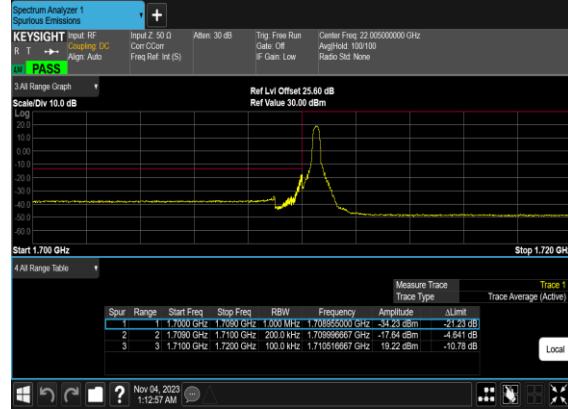 Spectrum Analyzer 1
Spurious Emissions
+
KEYSIGHT Input: RF Input Z: 50 Ω Atten: 30 dB Trig: Free Run Center Freq: 22.005000000 GHz
R T Coupling: DC Corr CCorr Gate: Off Avg|Hold: 100/100
Align: Auto Freq Ref: Int (S) IF Gain: Low Radio Std: None
PASS
3 All Range Graph Ref Lvl Offset 25.60 dB
Scale/Div 10.0 dB Ref Value 30.00 dBm
Log
20.0
10.0
0.00
-10.0
-20.0
-30.0
-40.0
-50.0
-60.0
Start 1.700 GHz Stop 1.720 GH
4 All Range Table
Measure Trace Trace 1
Trace Type Trace Average (Active)
Spur Range Start Freq Stop Freq RBW Frequency Amplitude ΔLimit
1 1 1.7000 GHz 1.7090 GHz 1.000 MHz 1.708955000 GHz -34.23 dBm -21.23 dB
2 2 1.7090 GHz 1.7100 GHz 200.0 kHz 1.709996667 GHz -17.64 dBm -4.641 dB
3 3 1.7100 GHz 1.7200 GHz 100.0 kHz 1.710516667 GHz 19.22 dBm -10.78 dB
Local
? Nov 04, 2023
1:12:57 AM